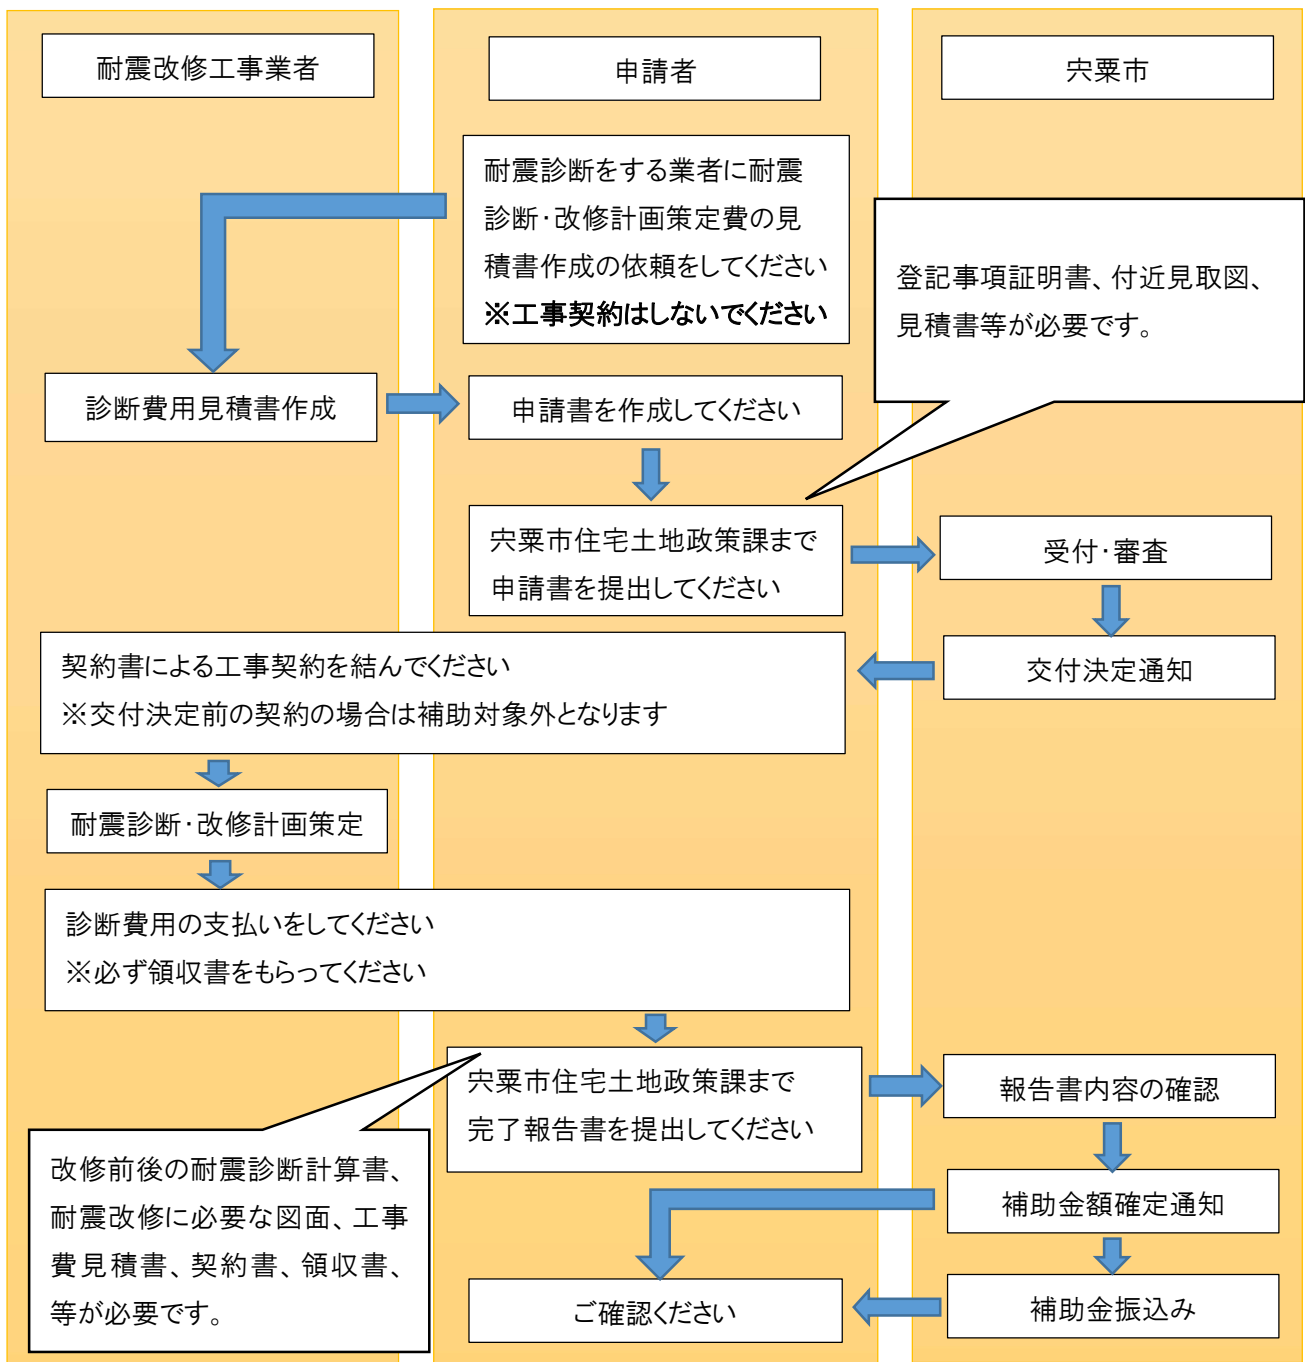 耐震改修工事業者
申請者
宍粟市
耐震診断をする業者に耐震
診断・改修計画策定費の見
積書作成の依頼をしてください
※工事契約はしないでください
登記事項証明書、付近見取図、
見積書等が必要です。
診断費用見積書作成
申請書を作成してください
宍粟市住宅土地政策課まで
申請書を提出してください
受付・審査
交付決定通知
契約書による工事契約を結んでください
※交付決定前の契約の場合は補助対象外となります
耐震診断・改修計画策定
診断費用の支払いをしてください
※必ず領収書をもらってください
宍粟市住宅土地政策課まで
完了報告書を提出してください
報告書内容の確認
改修前後の耐震診断計算書、
耐震改修に必要な図面、工事
費見積書、契約書、領収書、
等が必要です。
補助金額確定通知
補助金振込み
ご確認ください